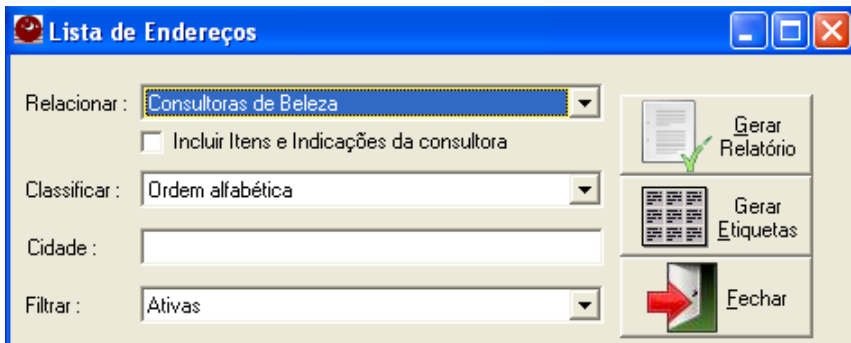 Lista de Endereços
Relacionar :
Consultoras de Beleza
Incluir Itens e Indicações da consultora
Classificar :
Ordem alfabética
Cidade :
Filtrar :
Ativas
Gerar
Relatório
Gerar
Etiquetas
Fechar